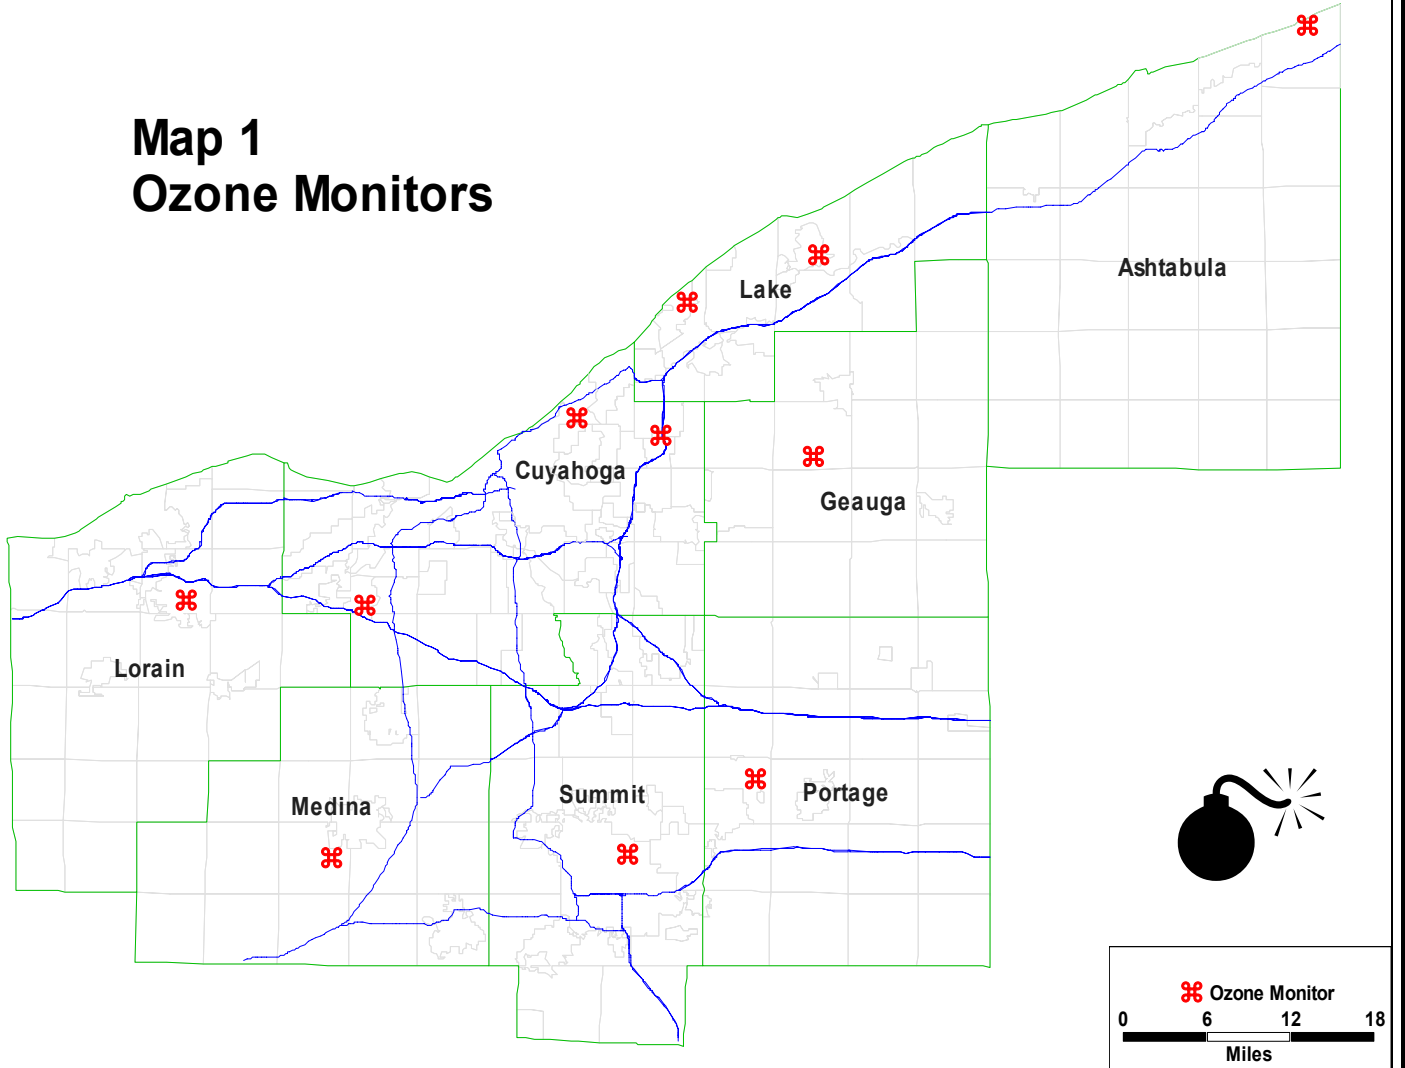 Map 1
Ozone Monitors
Ashtabula
Lake
Cuyahoga
Geauga
Lorain
Medina
Summit
Portage
Ozone Monitor
0 6 12 18
Miles